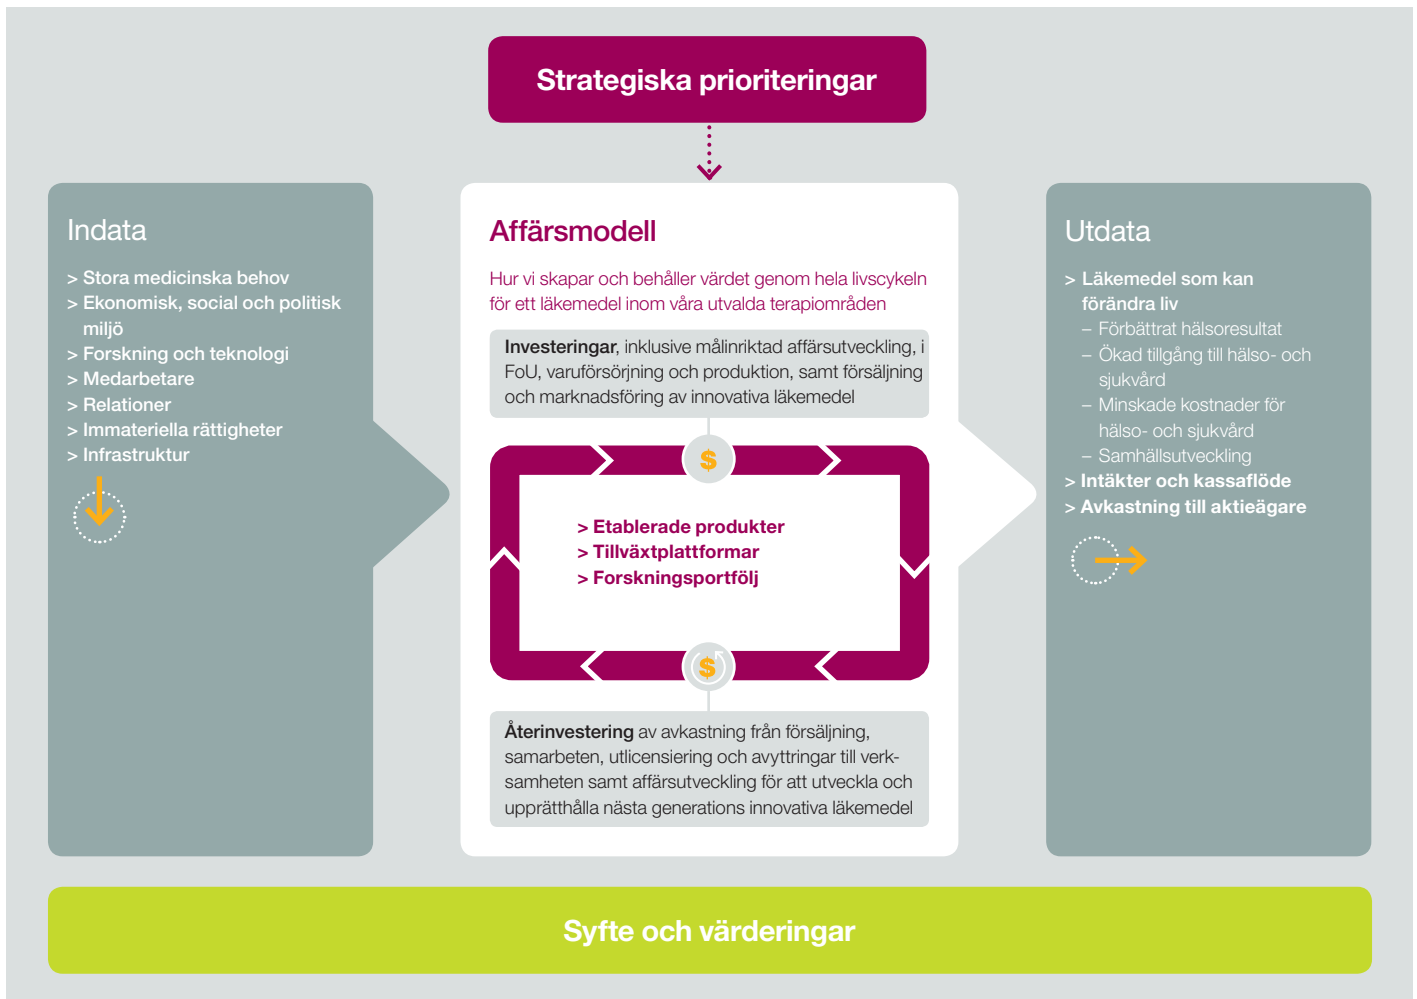 Strategiska prioriteringar
Indata
> Stora medicinska behov
> Ekonomisk, social och politisk
miljö
> Forskning och teknologi
> Medarbetare
> Relationer
> Immateriella rättigheter
> Infrastruktur
Affärsmodell
Hur vi skapar och behåller värdet genom hela livscykeln
för ett läkemedel inom våra utvalda terapiområden
Investeringar, inklusive målinriktad affärsutveckling, i
FoU, varuförsörjning och produktion, samt försäljning
och marknadsföring av innovativa läkemedel
$
> Etablerade produkter
> Tillväxtplattformar
> Forskningsportfölj
$
Återinvestering av avkastning från försäljning,
samarbeten, utlicensiering och avyttringar till verk-
samheten samt affärsutveckling för att utveckla och
upprätthålla nästa generations innovativa läkemedel
Utdata
> Läkemedel som kan
förändra liv
– Förbättrat hälsoresultat
– Ökad tillgång till hälso- och
sjukvård
– Minskade kostnader för
hälso- och sjukvård
– Samhällsutveckling
> Intäkter och kassaflöde
> Avkastning till aktieägare
Syfte och värderingar